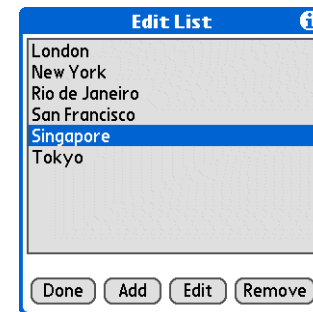 Edit List i
London
New York
Rio de Janeiro
San Francisco
Singapore
Tokyo
Done Add Edit Remove